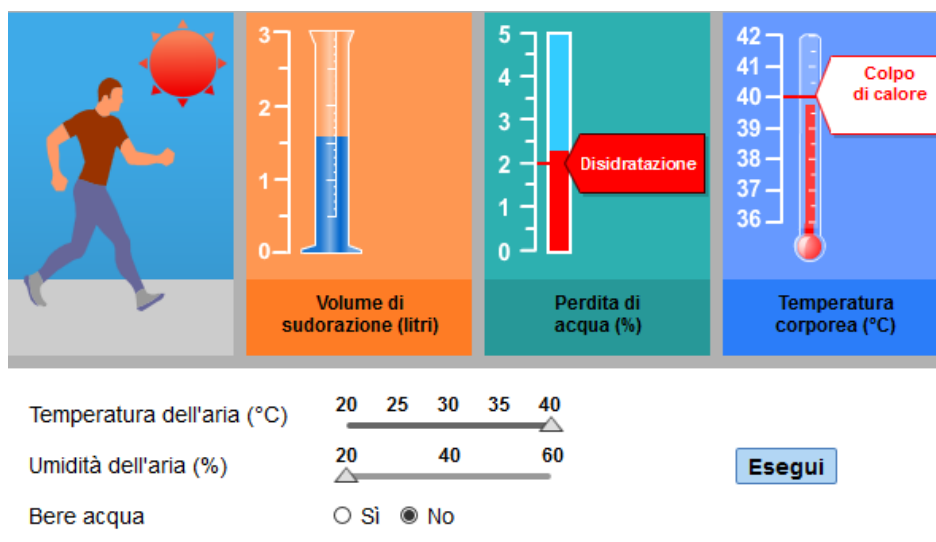 3
2
1
0
Volume di
sudorazione (litri)
5
4
3
2
1
0
Disidratazione
Perdita di
acqua (%)
42
41
40
39
38
37
36
Colpo
di calore
Temperatura
corporea (°C)
Temperatura dell'aria (°C)
20 25 30 35 40
Umidità dell'aria (%)
20 40 60
Esegui
Bere acqua
Sì No